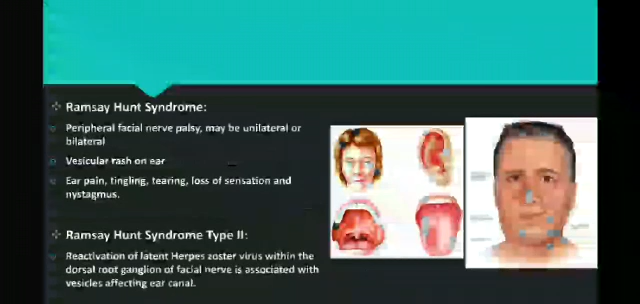 Ramsay Hunt Syndrome:
Peripheral facial nerve palsy, may be unilateral or
bilateral
Vesicular rash on ear
Ear pain, tingling, tearing, loss of sensation and
nystagmus.
Ramsay Hunt Syndrome Type II:
Reactivation of latent Herpes zoster virus within the
dorsal root ganglion of facial nerve is associated with
vesicles affecting ear canal.